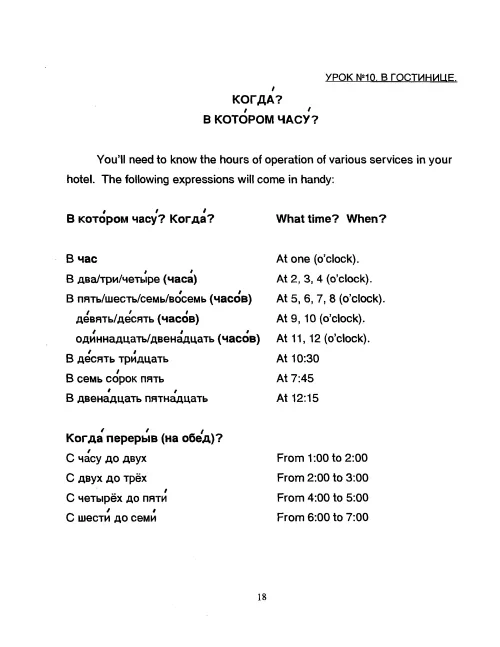 УРОК №10. В ГОСТИНИЦЕ.
КОГДА́?
В КОТО́РОМ ЧАСУ́?
You'll need to know the hours of operation of various services in your
hotel. The following expressions will come in handy:
В кото́ром часу́? Когда́? What time? When?
В час At one (o'clock).
В два/три/четы́ре (часа́) At 2, 3, 4 (o'clock).
В пять/шесть/семь/во́семь (часо́в) At 5, 6, 7, 8 (o'clock).
де́вять/де́сять (часо́в) At 9, 10 (o'clock).
оди́ннадцать/двена́дцать (часо́в) At 11, 12 (o'clock).
В де́сять три́дцать At 10:30
В семь со́рок пять At 7:45
В двена́дцать пятна́дцать At 12:15
Когда́ переры́в (на обе́д)?
С ча́су до двух From 1:00 to 2:00
С двух до трёх From 2:00 to 3:00
С четырёх до пяти́ From 4:00 to 5:00
С шести́ до семи́ From 6:00 to 7:00
18